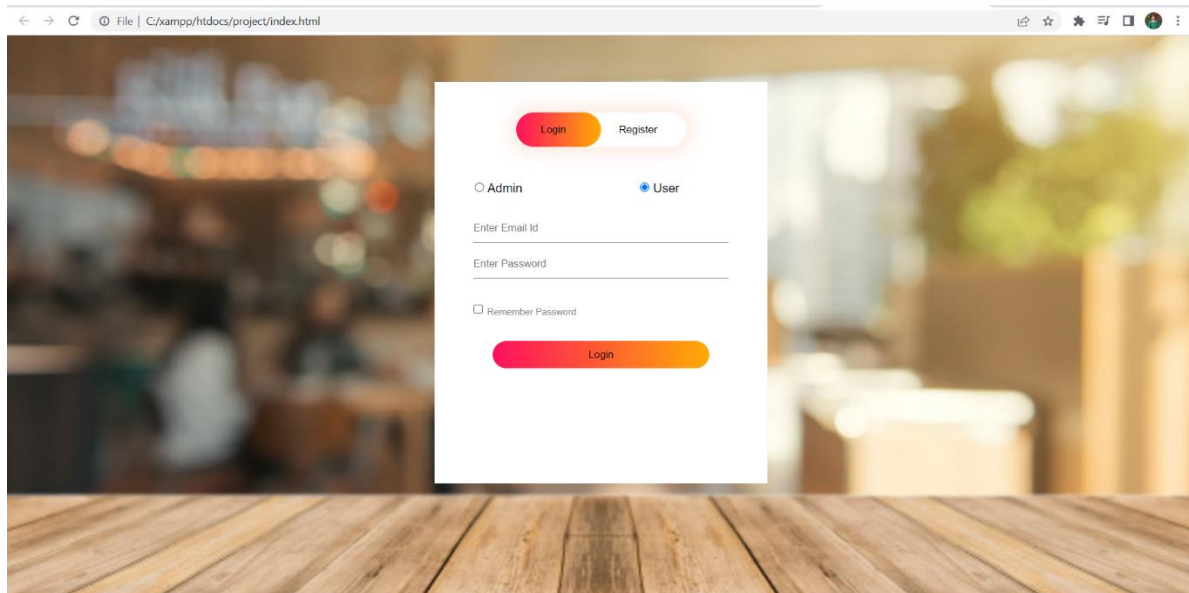 File | C:/xampp/htdocs/project/index.html
Login Register
Admin User
Enter Email Id
Enter Password
Remember Password
Login